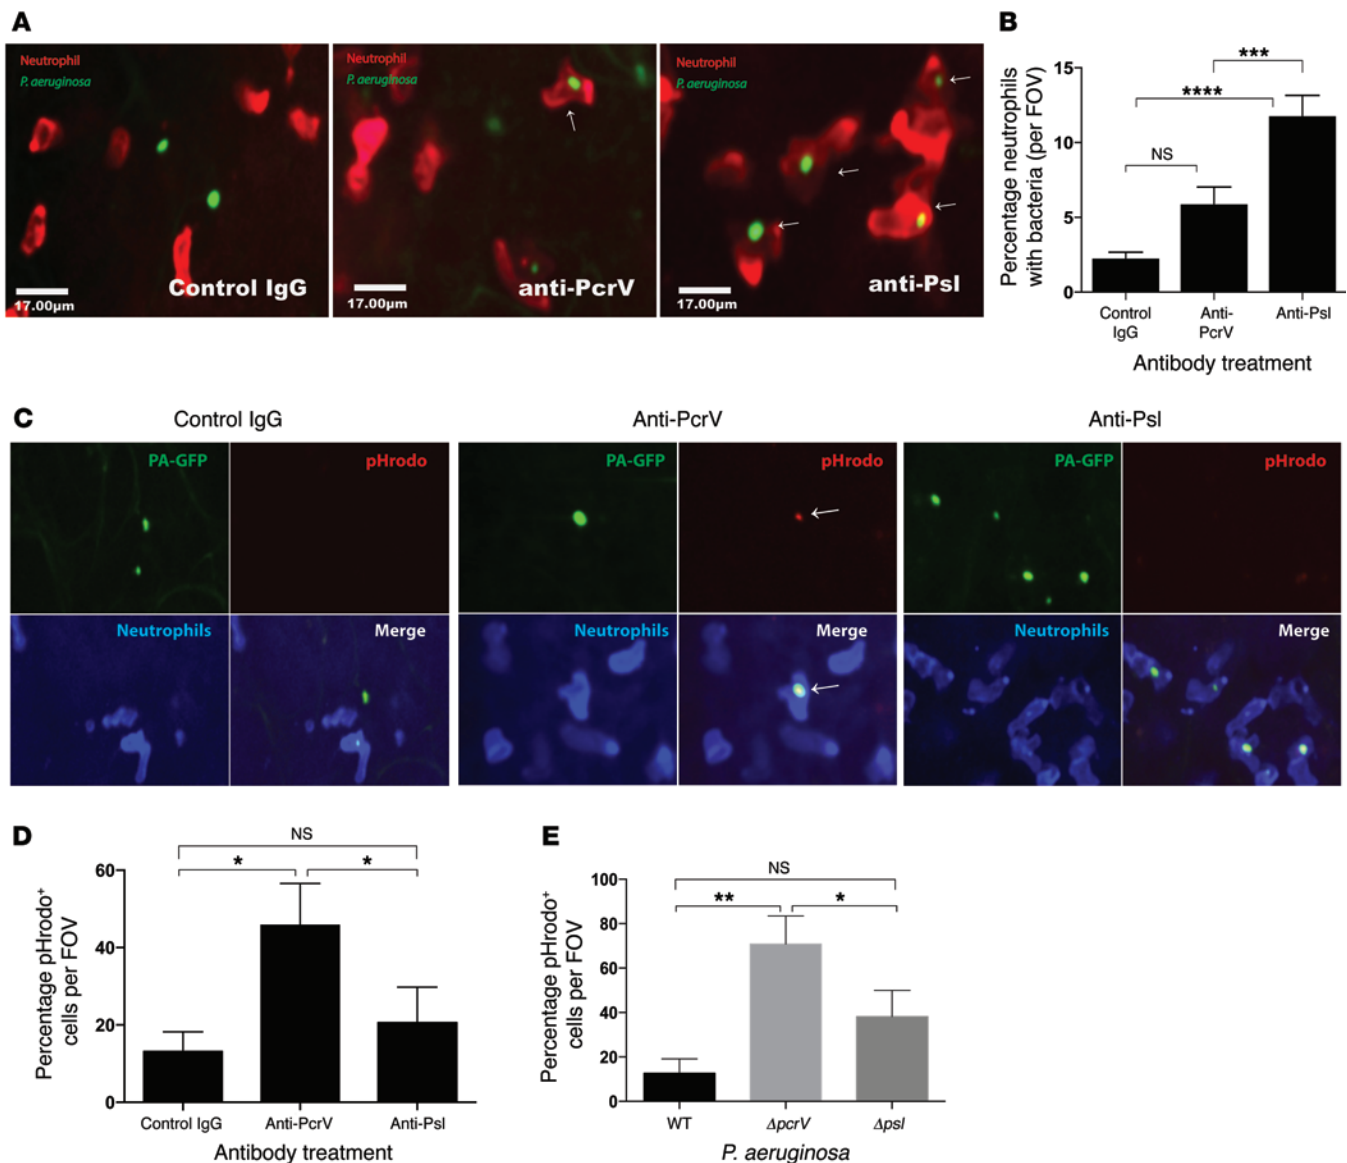 A
Neutrophil
P. aeruginosa
Control IgG
17.00µm
Neutrophil
P. aeruginosa
anti-PcrV
17.00µm
Neutrophil
P. aeruginosa
anti-Psl
17.00µm
B
Percentage neutrophils
with bacteria (per FOV)
15
10
5
0
***
****
NS
Control
IgG
Anti-
PcrV
Anti-Psl
Antibody treatment
C
Control IgG
PA-GFP
pHrodo
Neutrophils
Merge
Anti-PcrV
PA-GFP
pHrodo
Neutrophils
Merge
Anti-Psl
PA-GFP
pHrodo
Neutrophils
Merge
D
Percentage pHrodo⁺
cells per FOV
60
40
20
0
NS
*
*
Control IgG
Anti-PcrV
Anti-Psl
Antibody treatment
E
Percentage pHrodo⁺
cells per FOV
100
80
60
40
20
0
NS
**
*
WT
ΔpcrV
Δpsl
P. aeruginosa